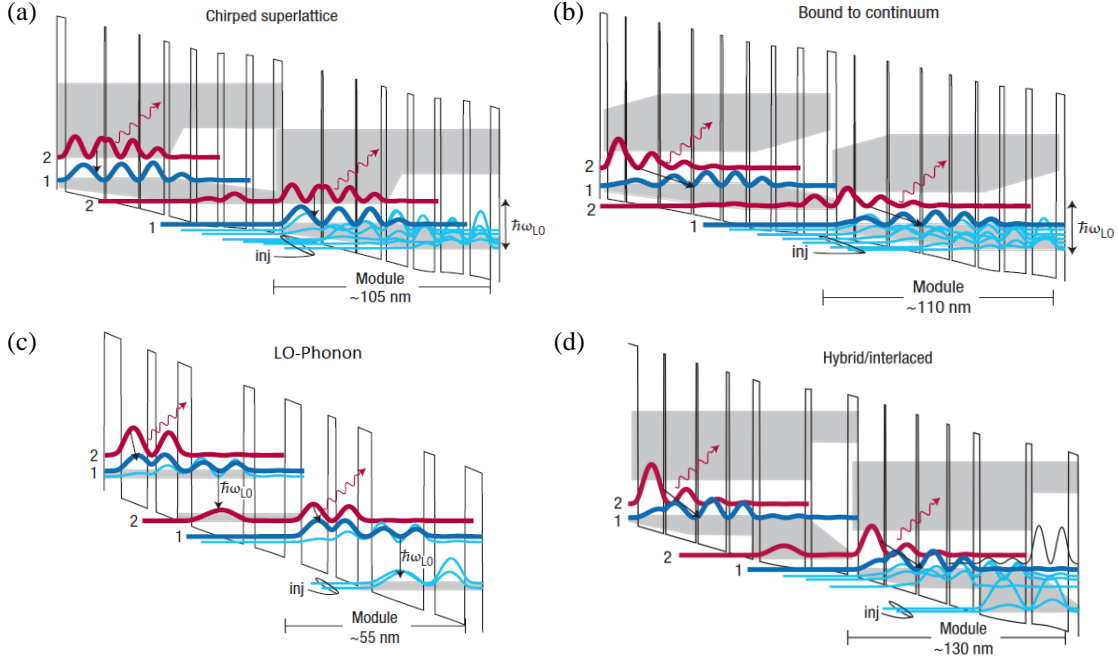 (a)
Chirped superlattice
2
1
2
1
ħω_LO
inj
Module
~105 nm
(b)
Bound to continuum
2
1
2
1
ħω_LO
inj
Module
~110 nm
(c)
LO-Phonon
2
1
ħω_LO
2
1
ħω_LO
inj
Module
~55 nm
(d)
Hybrid/interlaced
2
1
2
1
inj
Module
~130 nm